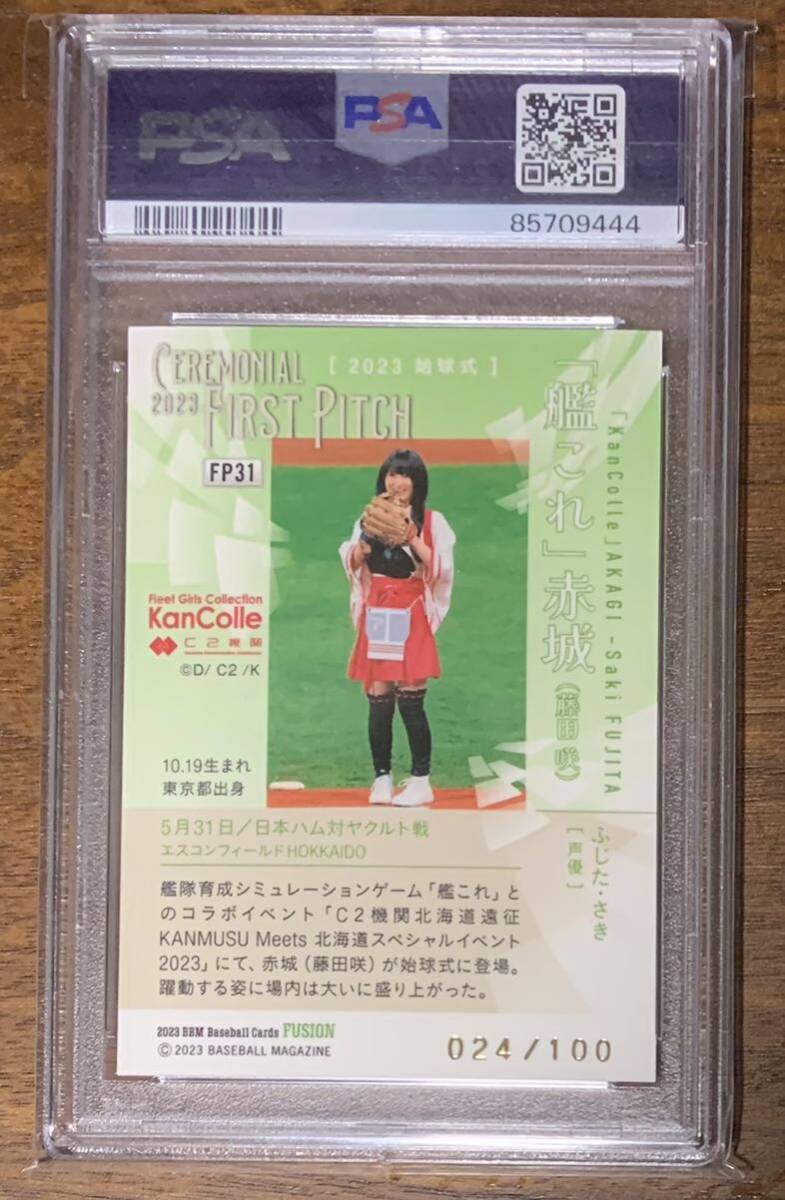 PSA
PSA
85709444
CEREMONIAL
2023 FIRST PITCH
[ 2023 始球式 ]
FP31
「艦これ」赤城(藤田 咲)
「KanColle」AKAGI -Saki FUJITA
ふじた・さき
[声優]
Fleet Girls Collection
KanColle
C2機関
©D/ C2 /K
10.19生まれ
東京都出身
5月31日/日本ハム対ヤクルト戦
エスコンフィールドHOKKAIDO
艦隊育成シミュレーションゲーム「艦これ」と
のコラボイベント「C2機関北海道遠征
KANMUSU Meets 北海道スペシャルイベント
2023」にて、赤城(藤田咲)が始球式に登場。
躍動する姿に場内は大いに盛り上がった。
2023 BBM Baseball Cards FUSION
© 2023 BASEBALL MAGAZINE
024/100